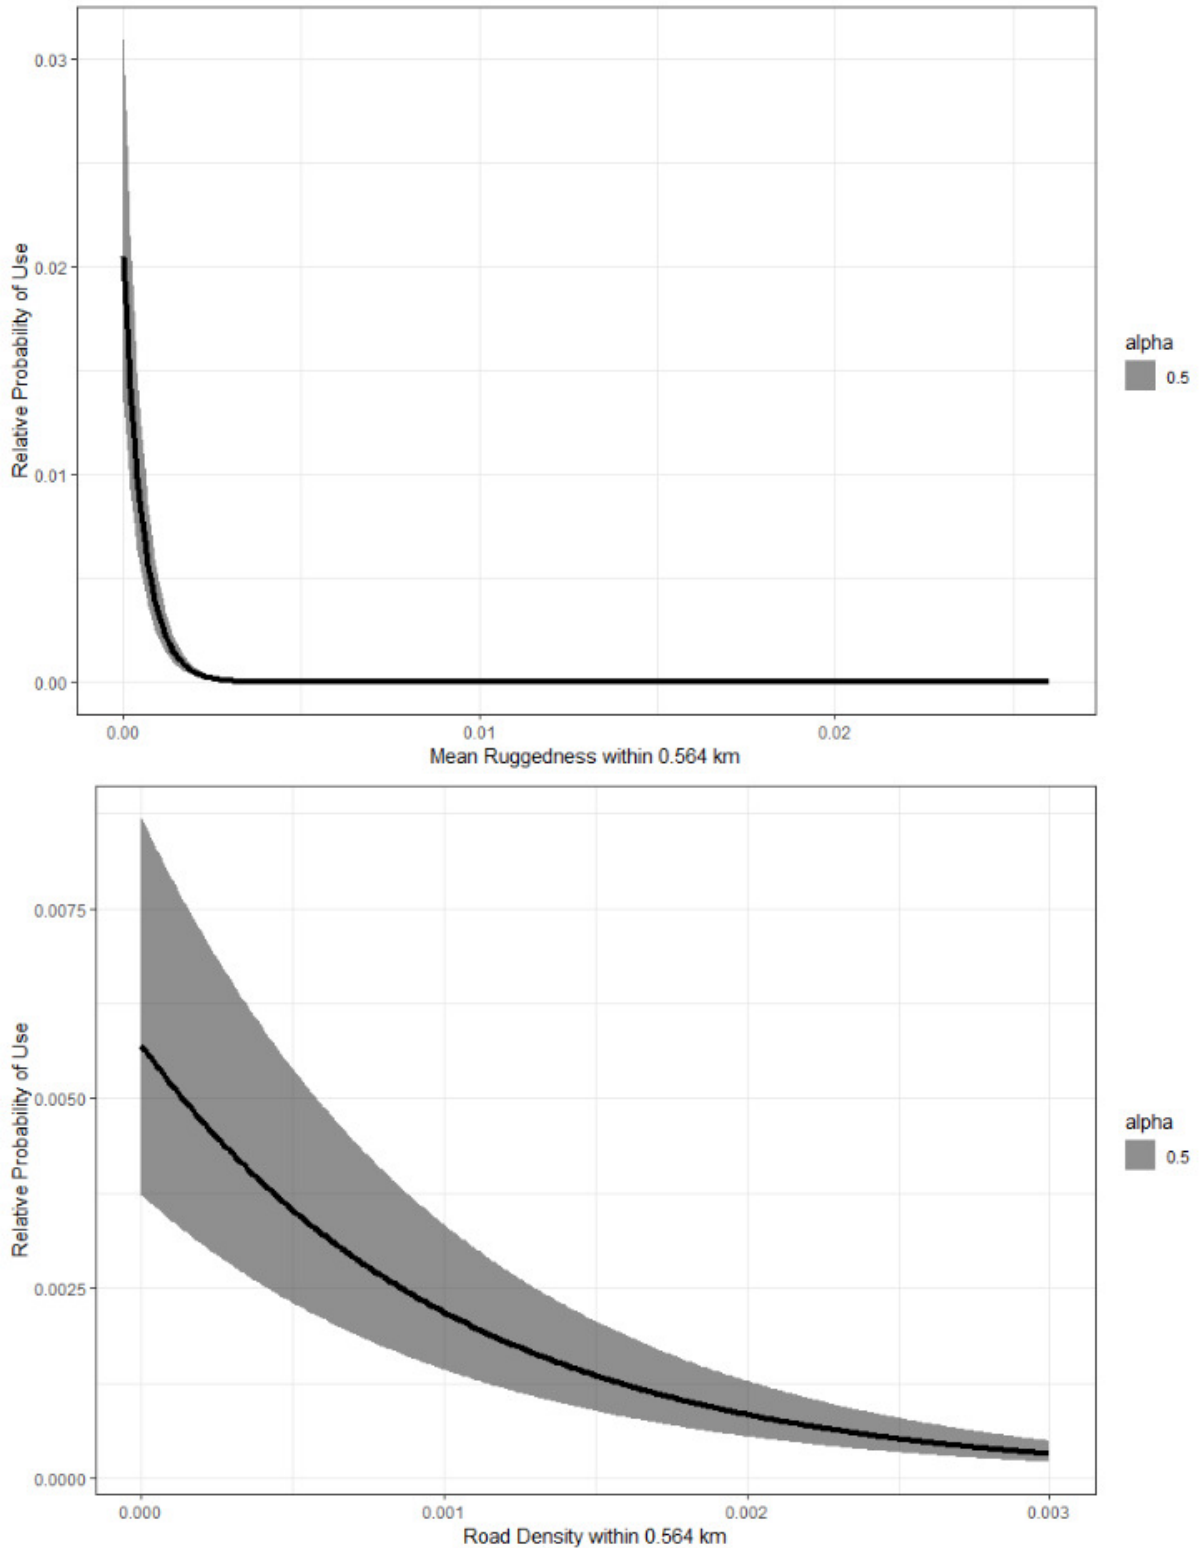 Relative Probability of Use
0.03
0.02
0.01
0.00
0.00 0.01 0.02
Mean Ruggedness within 0.564 km
alpha
0.5
Relative Probability of Use
0.0075
0.0050
0.0025
0.0000
0.000 0.001 0.002 0.003
Road Density within 0.564 km
alpha
0.5